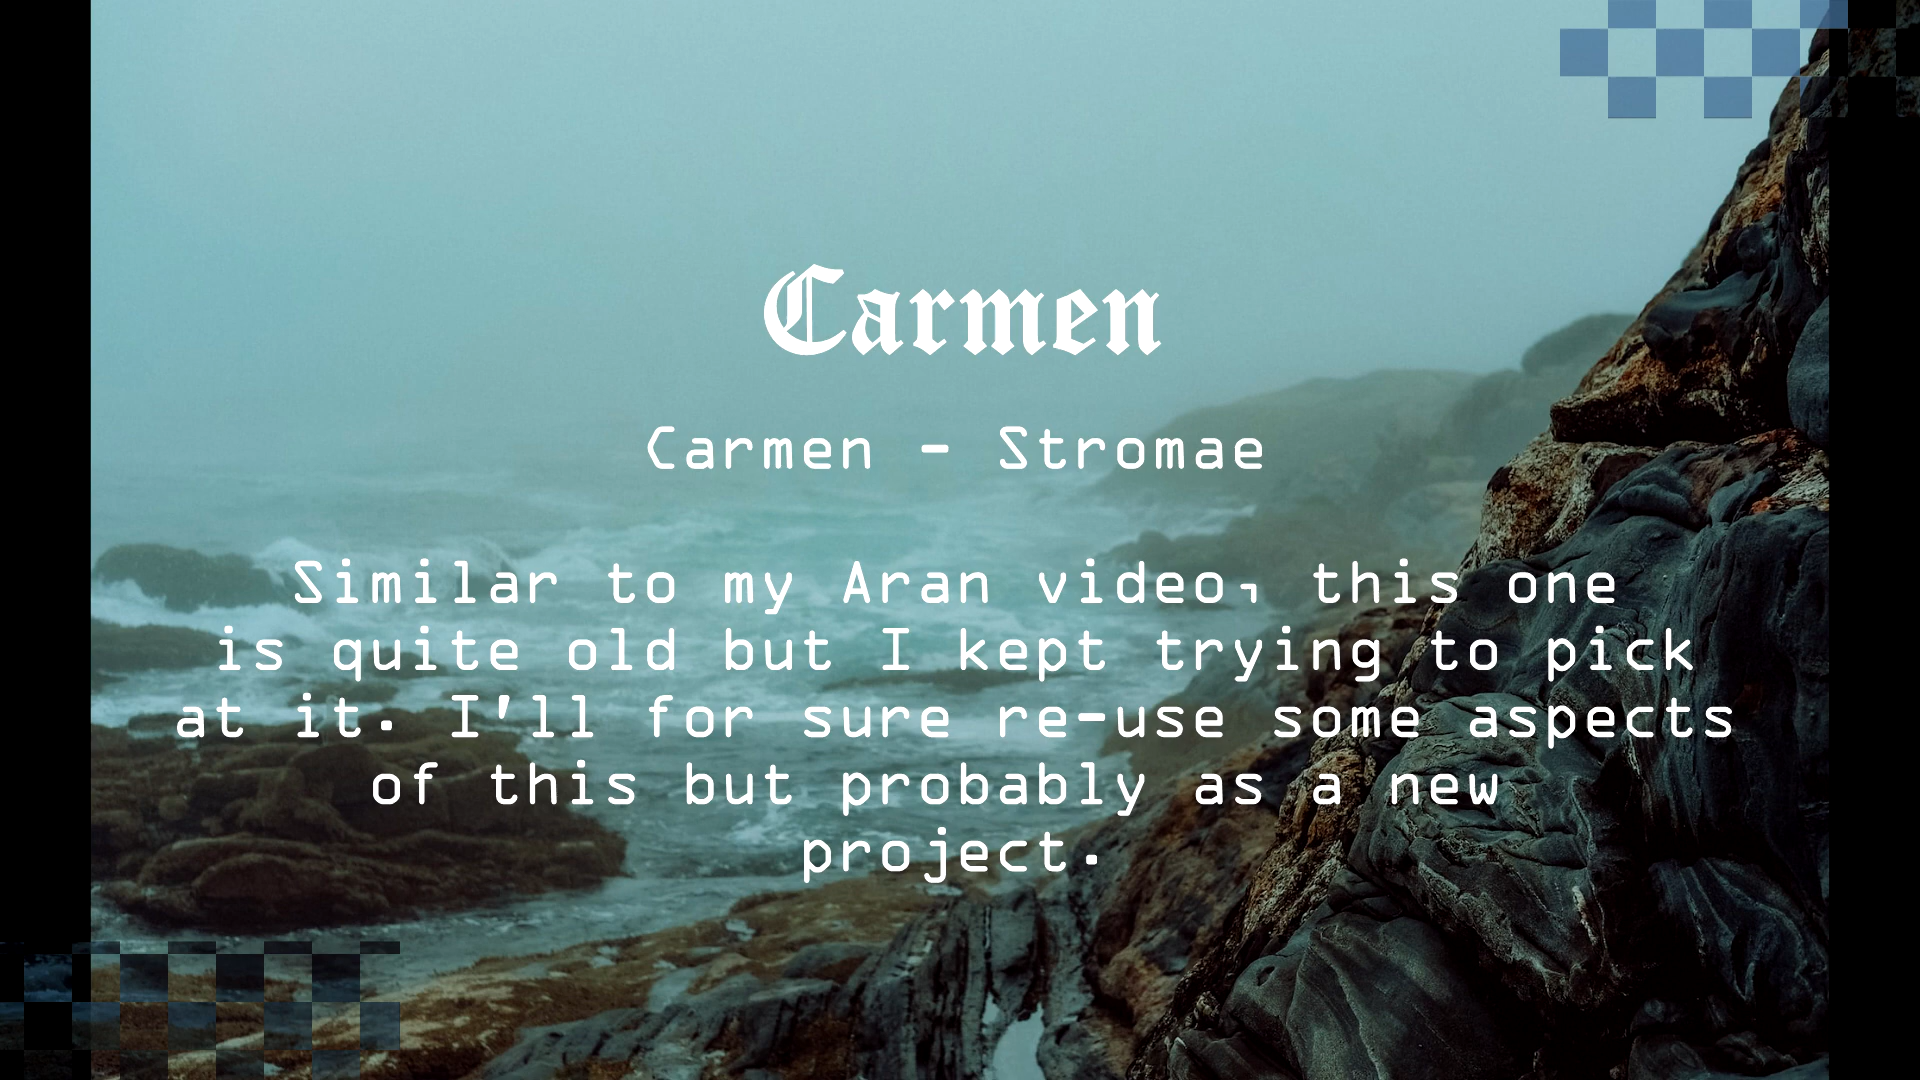 Carmen
Carmen - Stromae
Similar to my Aran video, this one
is quite old but I kept trying to pick
at it. I'll for sure re-use some aspects
of this but probably as a new
project.